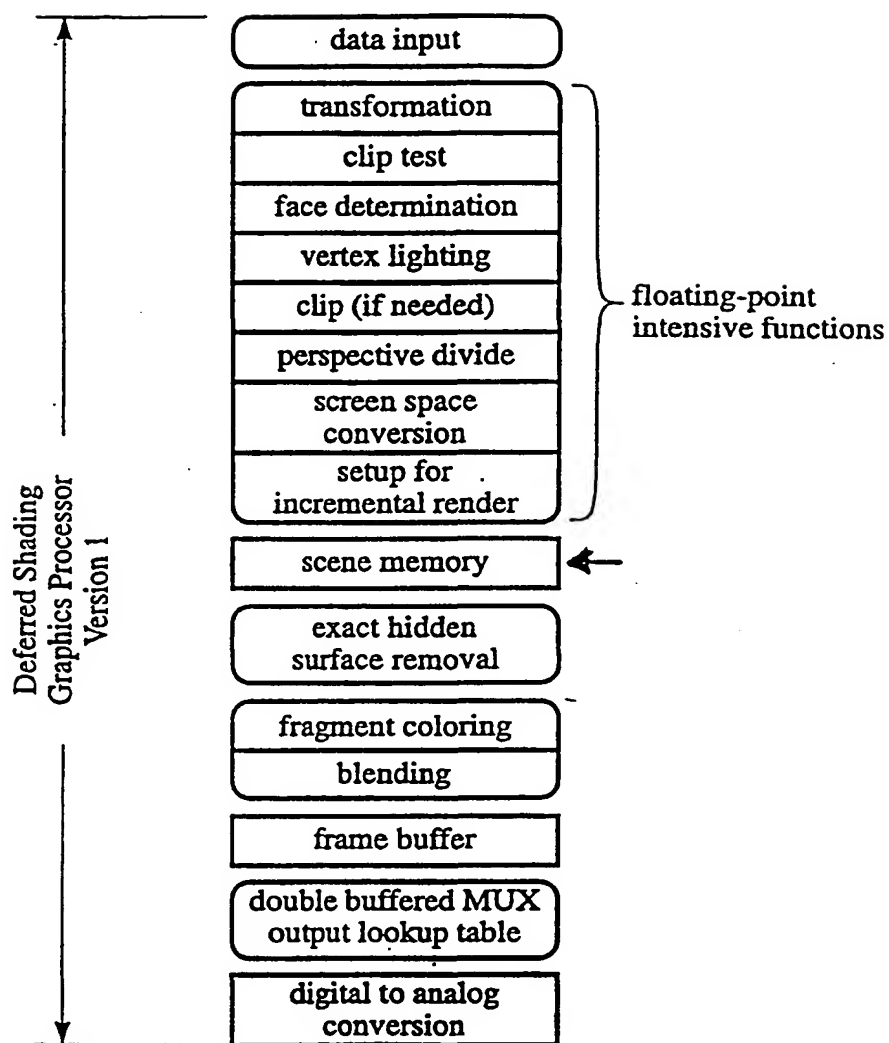 data input
transformation
clip test
face determination
vertex lighting
clip (if needed)
perspective divide
screen space
conversion
setup for
incremental render
floating-point
intensive functions
scene memory
exact hidden
surface removal
fragment coloring
blending
frame buffer
double buffered MUX
output lookup table
digital to analog
conversion
Deferred Shading
Graphics Processor
Version 1